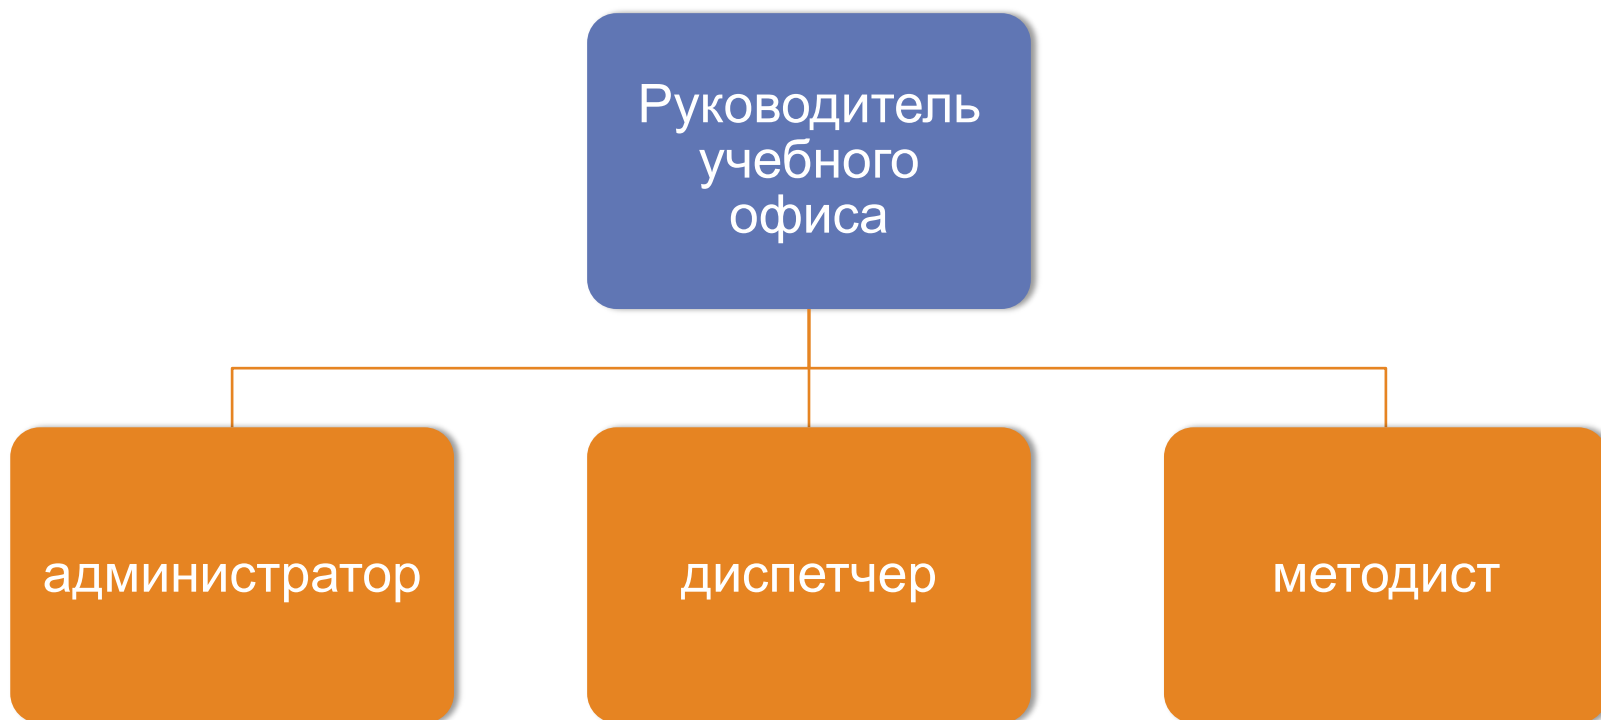 Руководитель
учебного
офиса
администратор
диспетчер
методист